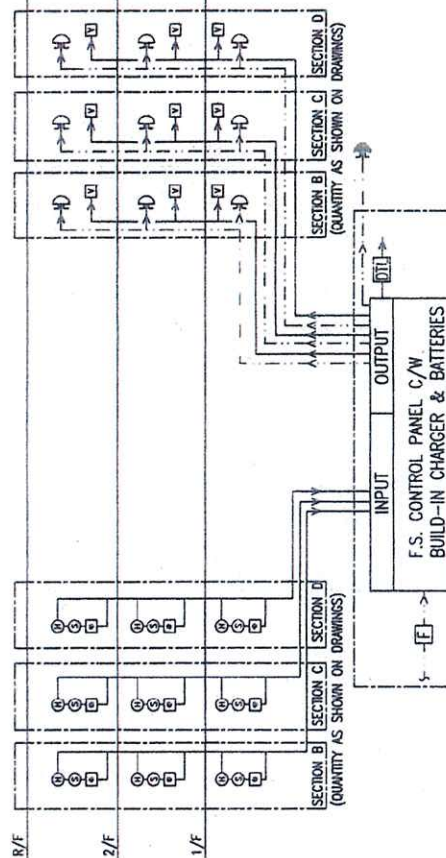 R/F
H H H
S S S
V V V
2/F
H H H
S S S
V V V
1/F
H H H
S S S
V V V
SECTION B SECTION C SECTION D
(QUANTITY AS SHOWN ON DRAWINGS)
SECTION B SECTION C SECTION D
(QUANTITY AS SHOWN ON DRAWINGS)
INPUT OUTPUT
DTL
F
F.S. CONTROL PANEL C/W
BUILD-IN CHARGER & BATTERIES